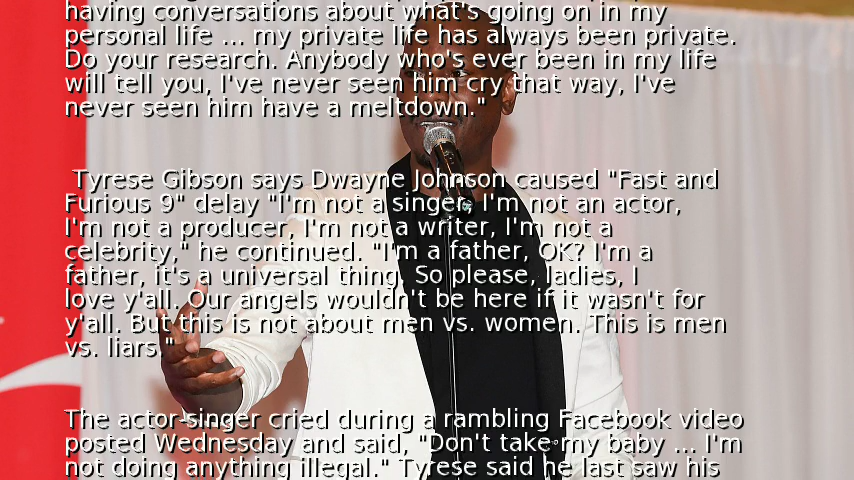 having conversations about what's going on in my
personal life ... my private life has always been private.
Do your research. Anybody who's ever been in my life
will tell you, I've never seen him cry that way, I've
never seen him have a meltdown."
Tyrese Gibson says Dwayne Johnson caused "Fast and
Furious 9" delay "I'm not a singer, I'm not an actor,
I'm not a producer, I'm not a writer, I'm not a
celebrity," he continued. "I'm a father, OK? I'm a
father, it's a universal thing. So please, ladies, I
love y'all. Our angels wouldn't be here if it wasn't for
y'all. But this is not about men vs. women. This is men
vs. liars."
The actor-singer cried during a rambling Facebook video
posted Wednesday and said, "Don't take my baby ... I'm
not doing anything illegal." Tyrese said he last saw his